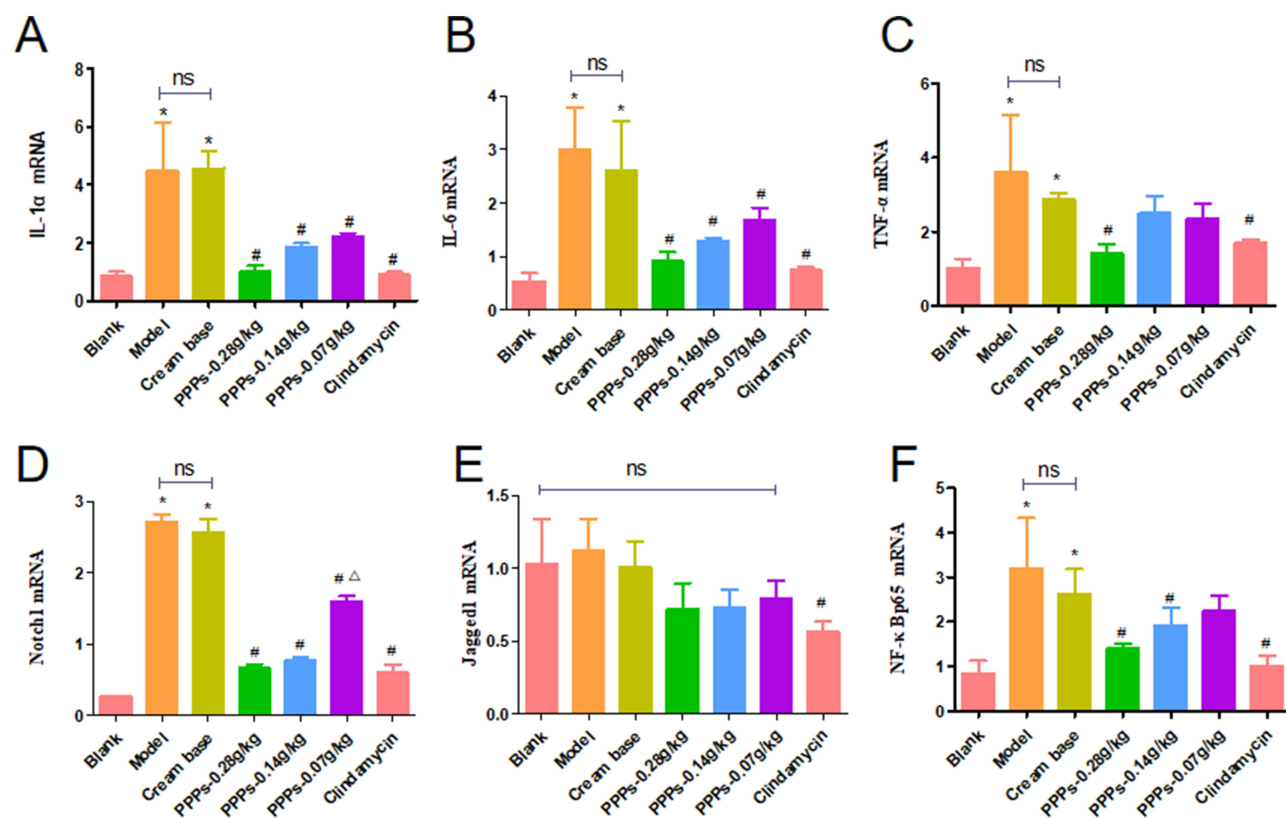 A
ns
IL-1α mRNA
8
6
4
2
0
*
*
#
#
#
#
Blank
Model
Cream base
PPPs-0.28g/kg
PPPs-0.14g/kg
PPPs-0.07g/kg
Clindamycin
B
ns
IL-6 mRNA
4
3
2
1
0
*
*
#
#
#
#
Blank
Model
Cream base
PPPs-0.28g/kg
PPPs-0.14g/kg
PPPs-0.07g/kg
Clindamycin
C
ns
TNF-α mRNA
6
4
2
0
*
*
#
#
Blank
Model
Cream base
PPPs-0.28g/kg
PPPs-0.14g/kg
PPPs-0.07g/kg
Clindamycin
D
ns
Notch1 mRNA
3
2
1
0
*
*
#
#
# △
#
Blank
Model
Cream base
PPPs-0.28g/kg
PPPs-0.14g/kg
PPPs-0.07g/kg
Clindamycin
E
ns
Jagged1 mRNA
1.5
1.0
0.5
0.0
#
Blank
Model
Cream base
PPPs-0.28g/kg
PPPs-0.14g/kg
PPPs-0.07g/kg
Clindamycin
F
ns
NF-κ Bp65 mRNA
5
4
3
2
1
0
*
*
#
#
#
Blank
Model
Cream base
PPPs-0.28g/kg
PPPs-0.14g/kg
PPPs-0.07g/kg
Clindamycin